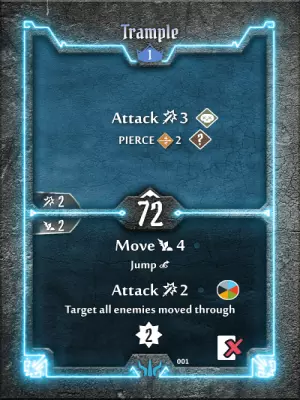 Trample
1
Attack 3
PIERCE 2 ?
2
72
2
Move 4
Jump
Attack 2
Target all enemies moved through
2
001